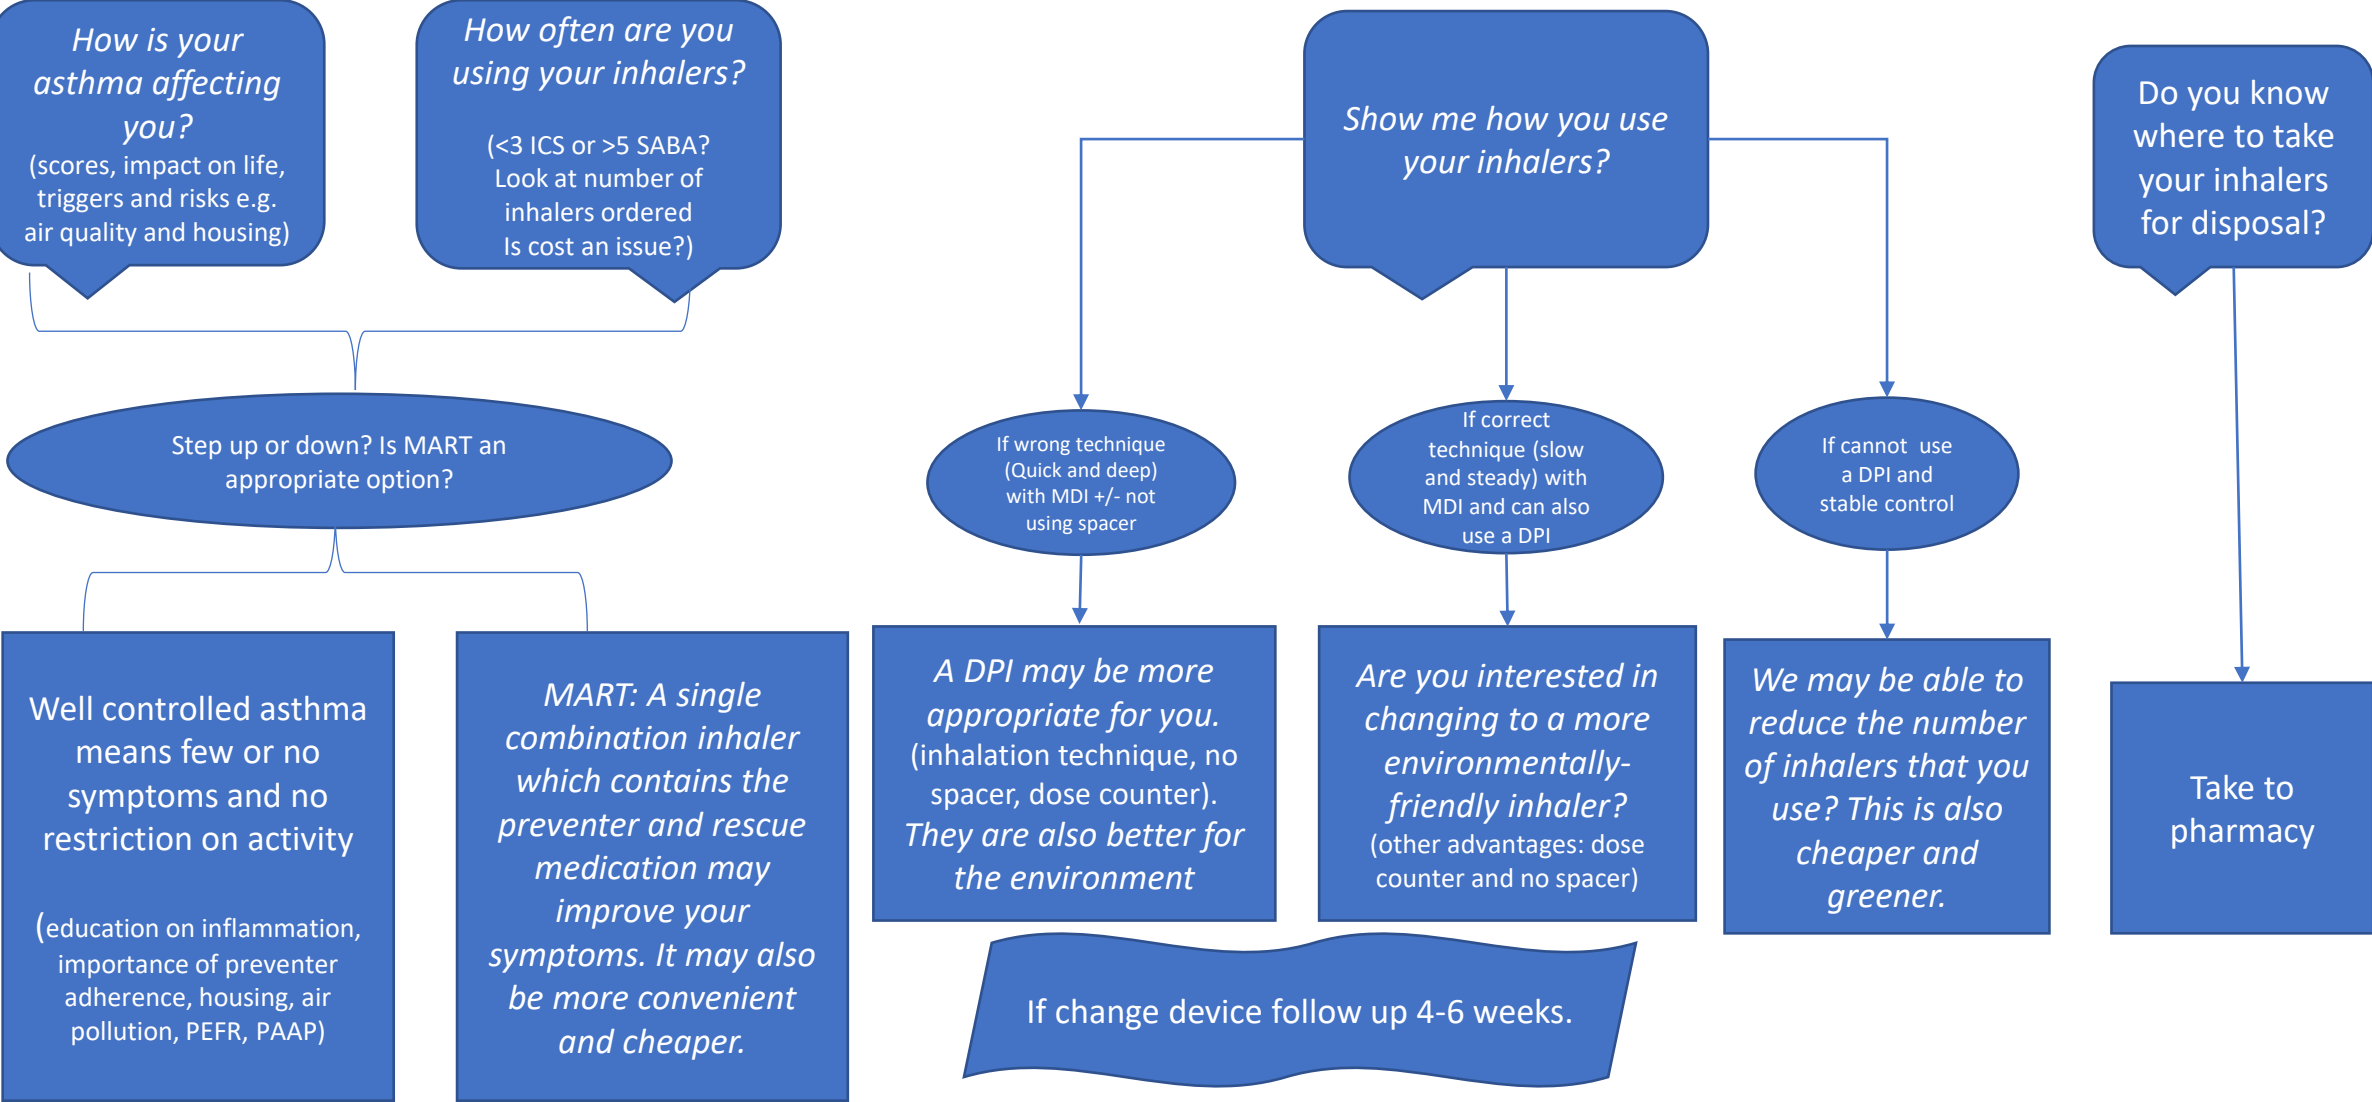 How is your
asthma affecting
you?
(scores, impact on life,
triggers and risks e.g.
air quality and housing)
How often are you
using your inhalers?
(<3 ICS or >5 SABA?
Look at number of
inhalers ordered
Is cost an issue?)
Show me how you use
your inhalers?
Do you know
where to take
your inhalers
for disposal?
Step up or down? Is MART an
appropriate option?
If wrong technique
(Quick and deep)
with MDI +/- not
using spacer
If correct
technique (slow
and steady) with
MDI and can also
use a DPI
If cannot  use
a DPI and
stable control
Well controlled asthma
means few or no
symptoms and no
restriction on activity
(education on inflammation,
importance of preventer
adherence, housing, air
pollution, PEFR, PAAP)
MART: A single
combination inhaler
which contains the
preventer and rescue
medication may
improve your
symptoms. It may also
be more convenient
and cheaper.
A DPI may be more
appropriate for you.
(inhalation technique, no
spacer, dose counter).
They are also better for
the environment
Are you interested in
changing to a more
environmentally-
friendly inhaler?
(other advantages: dose
counter and no spacer)
We may be able to
reduce the number
of inhalers that you
use? This is also
cheaper and
greener.
Take to
pharmacy
If change device follow up 4-6 weeks.